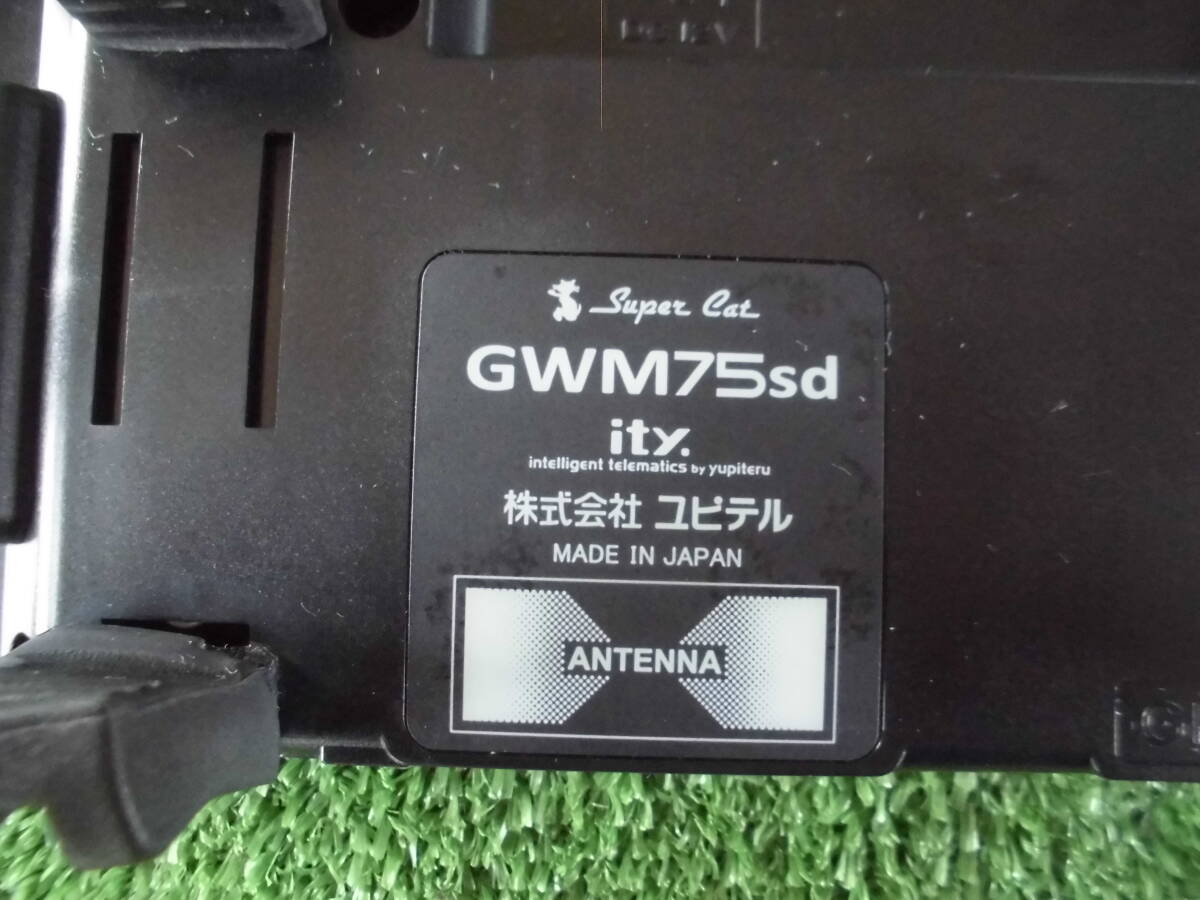 DC12V
Super Cat
GWM75sd
ity.
intelligent telematics by yupiteru
株式会社 ユピテル
MADE IN JAPAN
ANTENNA